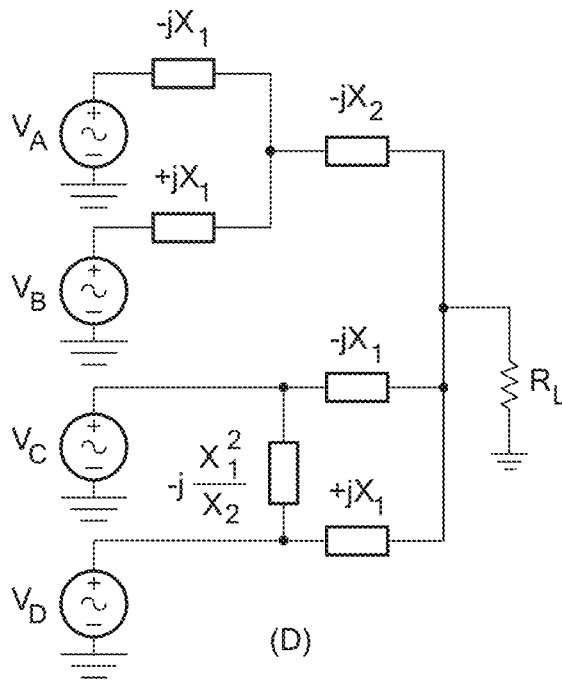 -jX1
-jX2
VA
+jX1
VB
-jX1
RL
VC
-j X1^2 / X2
+jX1
VD
(D)